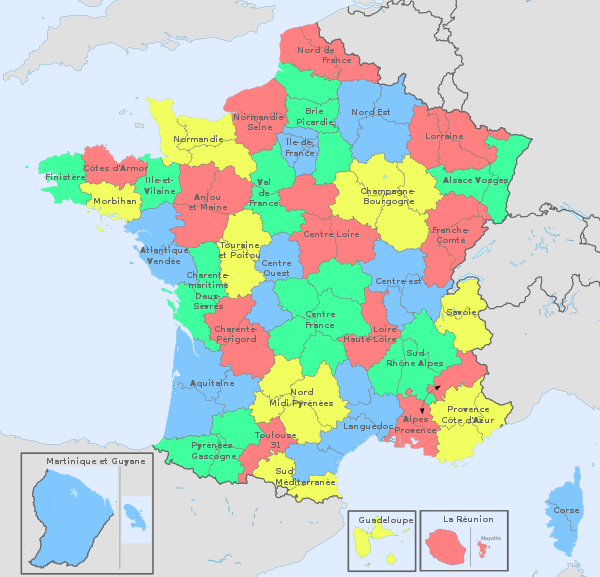 Nord de
France
Normandie-
Seine
Brie
Picardie
Nord Est
Normandie
Île de
France
Lorraine
Finistère
Côtes d'Armor
Ille-et-
Vilaine
Morbihan
Anjou
et Maine
Val
de
France
Champagne-
Bourgogne
Alsace Vosges
Atlantique
Vendée
Touraine
et Poitou
Centre Loire
Franche-
Comté
Centre
Ouest
Centre-est
Charente-
maritime
Deux-
Sèvres
Centre
France
Savoie
Charente-
Périgord
Loire
Haute Loire
Sud
Rhône Alpes
Aquitaine
Nord
Midi Pyrénées
Languedoc
Alpes
Provence
Provence
Côte d'Azur
Pyrénées
Gascogne
Toulouse
31
Sud
Méditerranée
Martinique et Guyane
Guadeloupe
La Réunion
Mayotte
Corse